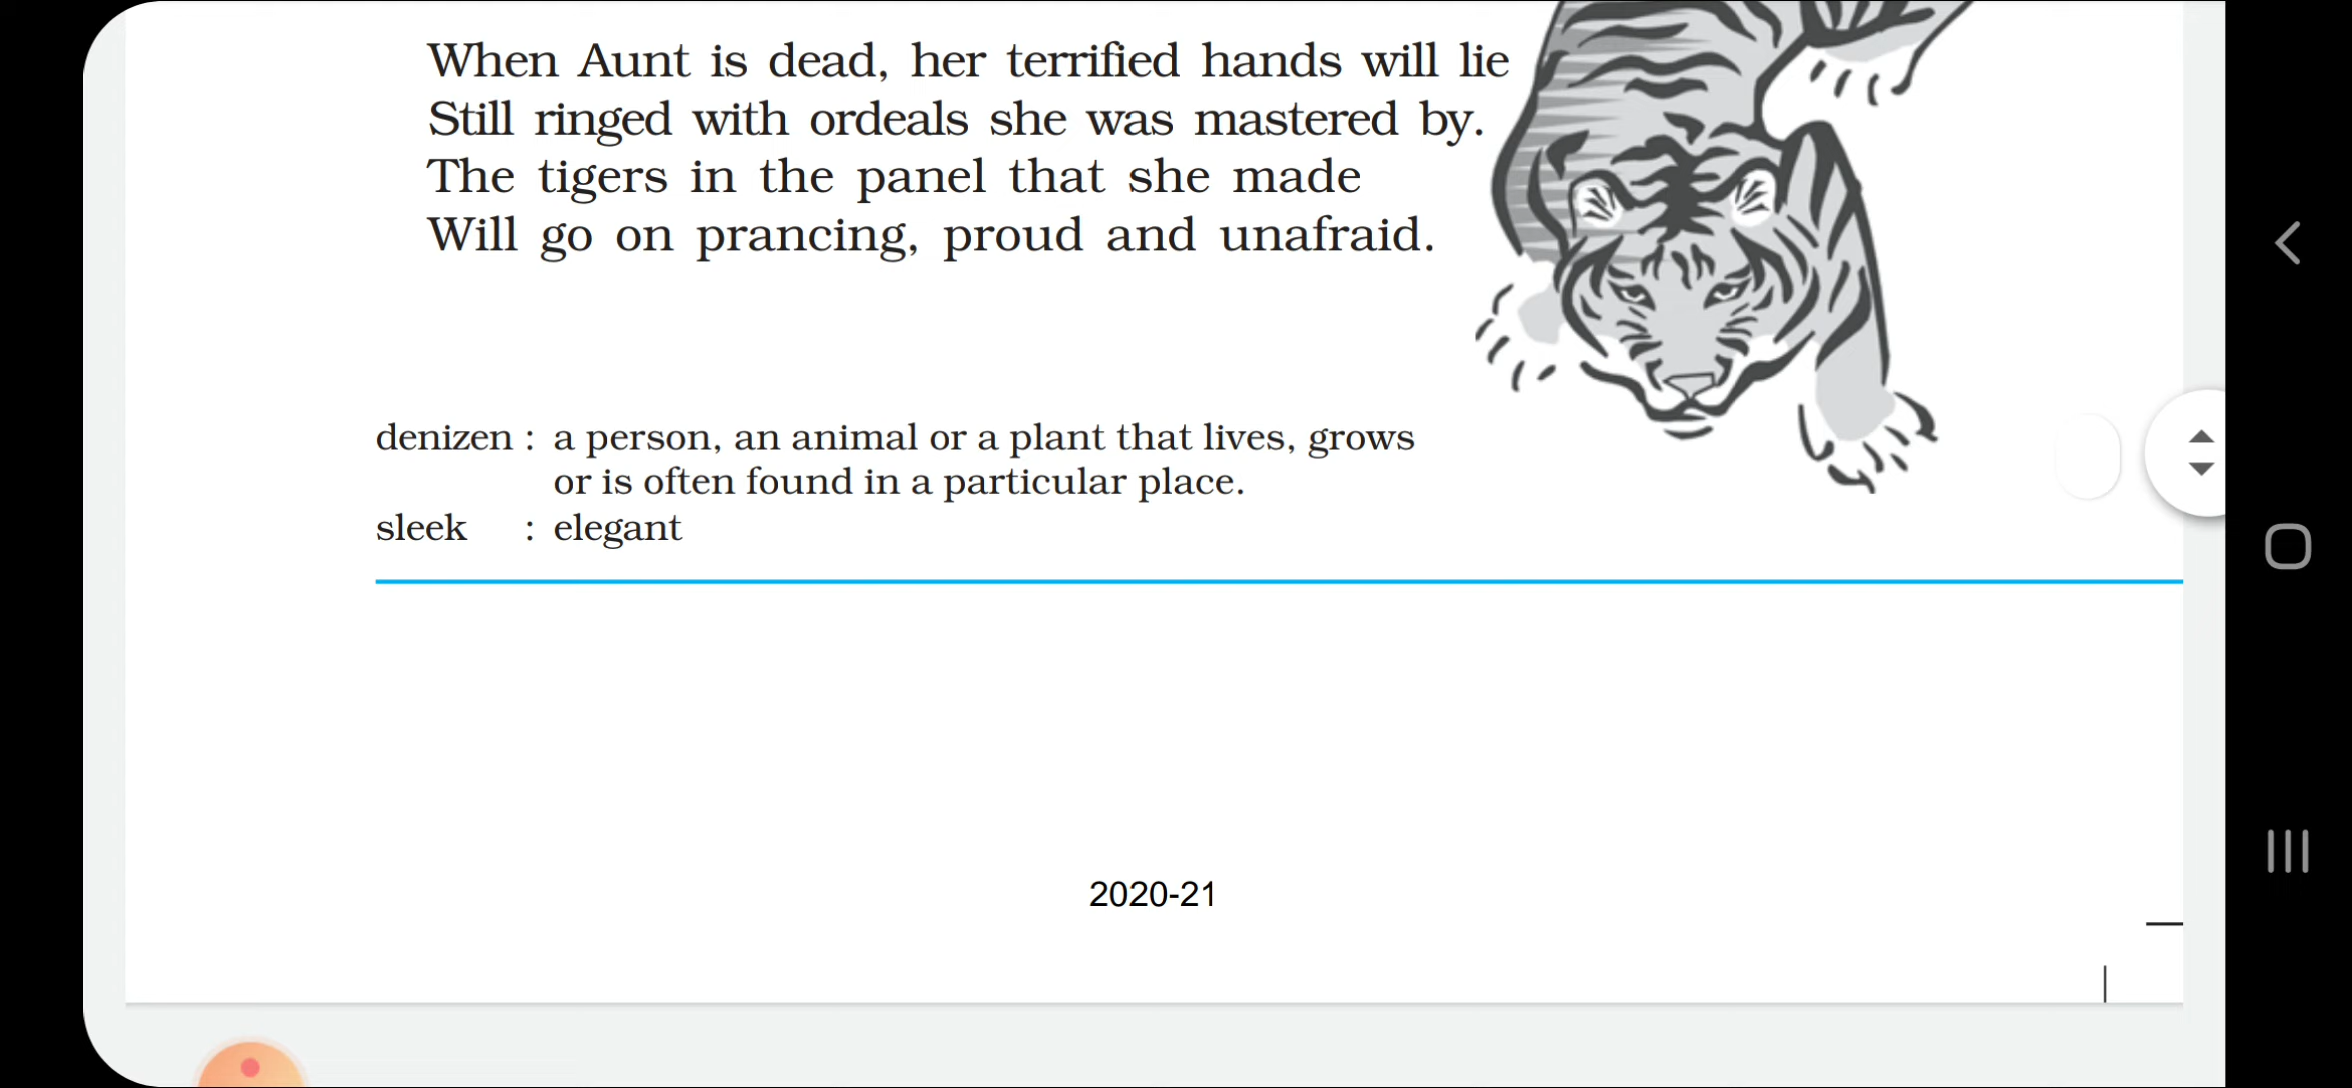 When Aunt is dead, her terrified hands will lie
Still ringed with ordeals she was mastered by.
The tigers in the panel that she made
Will go on prancing, proud and unafraid.
denizen : a person, an animal or a plant that lives, grows
or is often found in a particular place.
sleek : elegant
2020-21